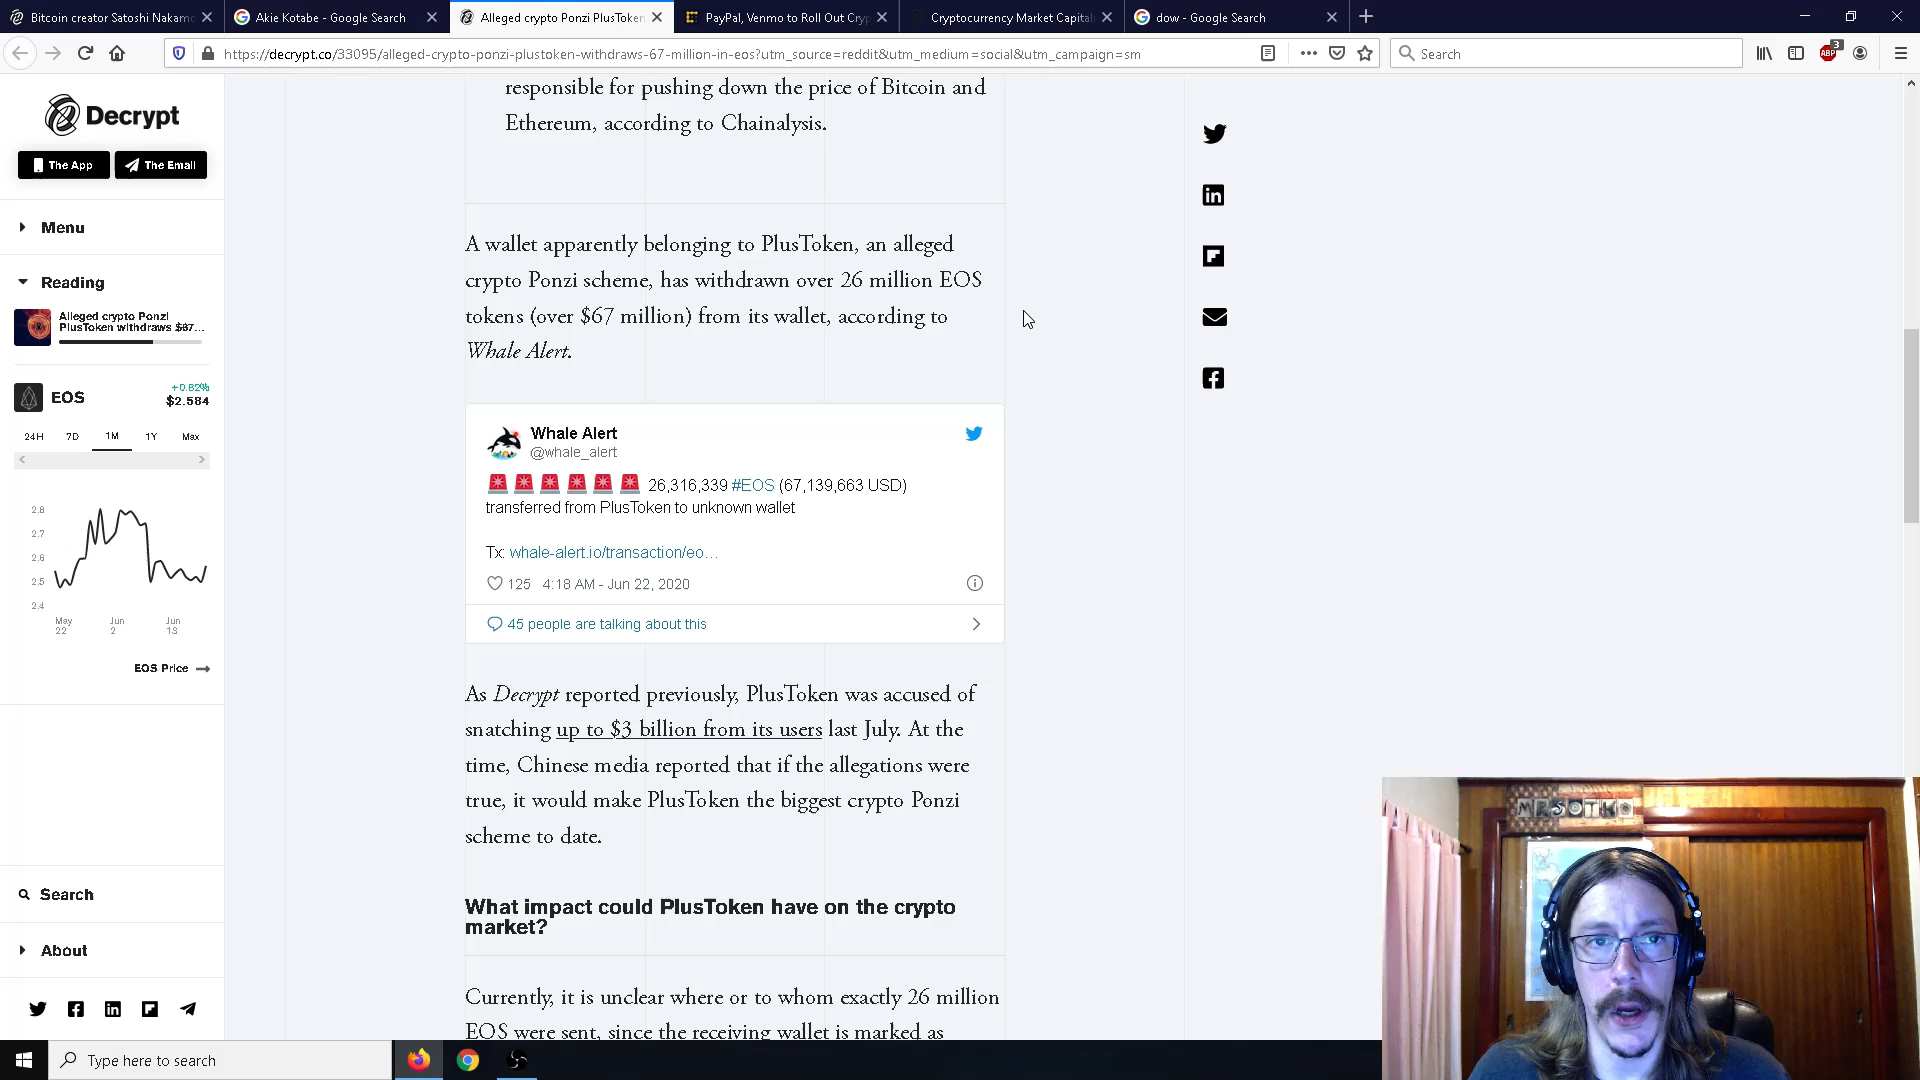 Bitcoin creator Satoshi Nakamo
Akie Kotabe - Google Search
Alleged crypto Ponzi PlusToken
PayPal, Venmo to Roll Out Cryp
Cryptocurrency Market Capital
dow - Google Search
https://decrypt.co/33095/alleged-crypto-ponzi-plustoken-withdraws-67-million-in-eos?utm_source=reddit&utm_medium=social&utm_campaign=sm
Search
ABP
3
Decrypt
The App
The Email
Menu
Reading
Alleged crypto Ponzi
PlusToken withdraws $67...
EOS
+0.82%
$2.584
24H 7D 1M 1Y Max
2.8
2.7
2.6
2.5
2.4
May
22
Jun
2
Jun
13
EOS Price
Search
About
responsible for pushing down the price of Bitcoin and
Ethereum, according to Chainalysis.
A wallet apparently belonging to PlusToken, an alleged
crypto Ponzi scheme, has withdrawn over 26 million EOS
tokens (over $67 million) from its wallet, according to
Whale Alert.
Whale Alert
@whale_alert
🚨 🚨 🚨 🚨 🚨 🚨 26,316,339 #EOS (67,139,663 USD)
transferred from PlusToken to unknown wallet
Tx: whale-alert.io/transaction/eo…
125 4:18 AM - Jun 22, 2020
45 people are talking about this
As Decrypt reported previously, PlusToken was accused of
snatching up to $3 billion from its users last July. At the
time, Chinese media reported that if the allegations were
true, it would make PlusToken the biggest crypto Ponzi
scheme to date.
What impact could PlusToken have on the crypto
market?
Currently, it is unclear where or to whom exactly 26 million
EOS were sent, since the receiving wallet is marked as
MRSOTKO
Type here to search